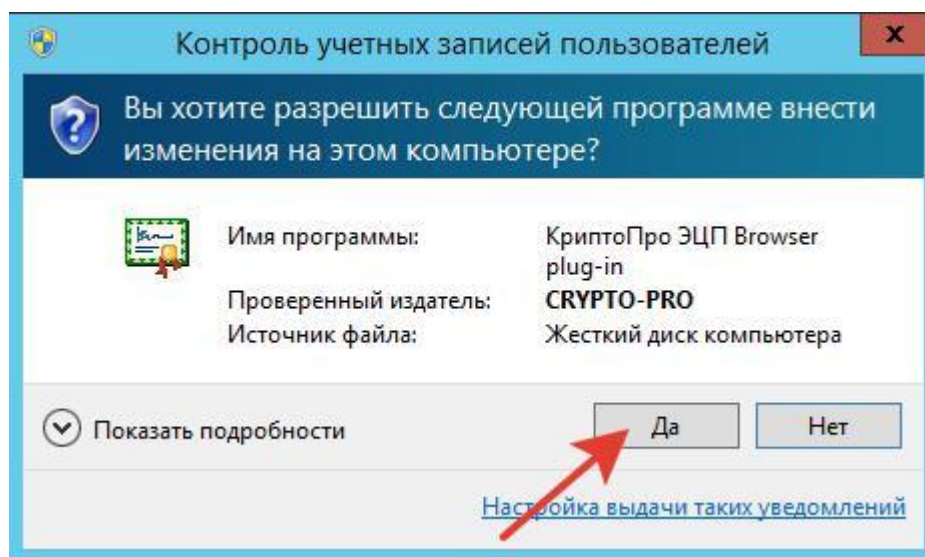 Контроль учетных записей пользователей
x
Вы хотите разрешить следующей программе внести
изменения на этом компьютере?
Имя программы: КриптоПро ЭЦП Browser
plug-in
Проверенный издатель: CRYPTO-PRO
Источник файла: Жесткий диск компьютера
Показать подробности
Да
Нет
Настройка выдачи таких уведомлений